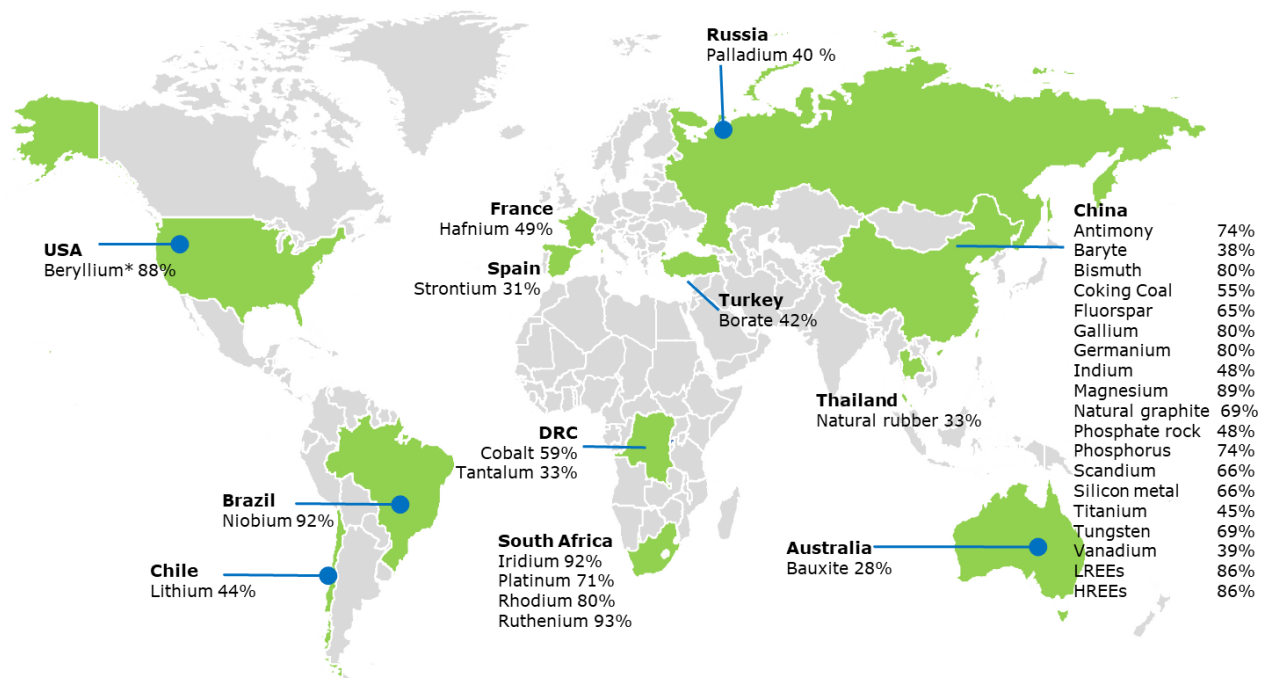 Russia
Palladium 40 %
France
Hafnium 49%
Spain
Strontium 31%
USA
Beryllium* 88%
Turkey
Borate 42%
China
Antimony 74%
Baryte 38%
Bismuth 80%
Coking Coal 55%
Fluorspar 65%
Gallium 80%
Germanium 80%
Indium 48%
Magnesium 89%
Natural graphite 69%
Phosphate rock 48%
Phosphorus 74%
Scandium 66%
Silicon metal 66%
Titanium 45%
Tungsten 69%
Vanadium 39%
LREEs 86%
HREEs 86%
Thailand
Natural rubber 33%
DRC
Cobalt 59%
Tantalum 33%
Brazil
Niobium 92%
Chile
Lithium 44%
South Africa
Iridium 92%
Platinum 71%
Rhodium 80%
Ruthenium 93%
Australia
Bauxite 28%